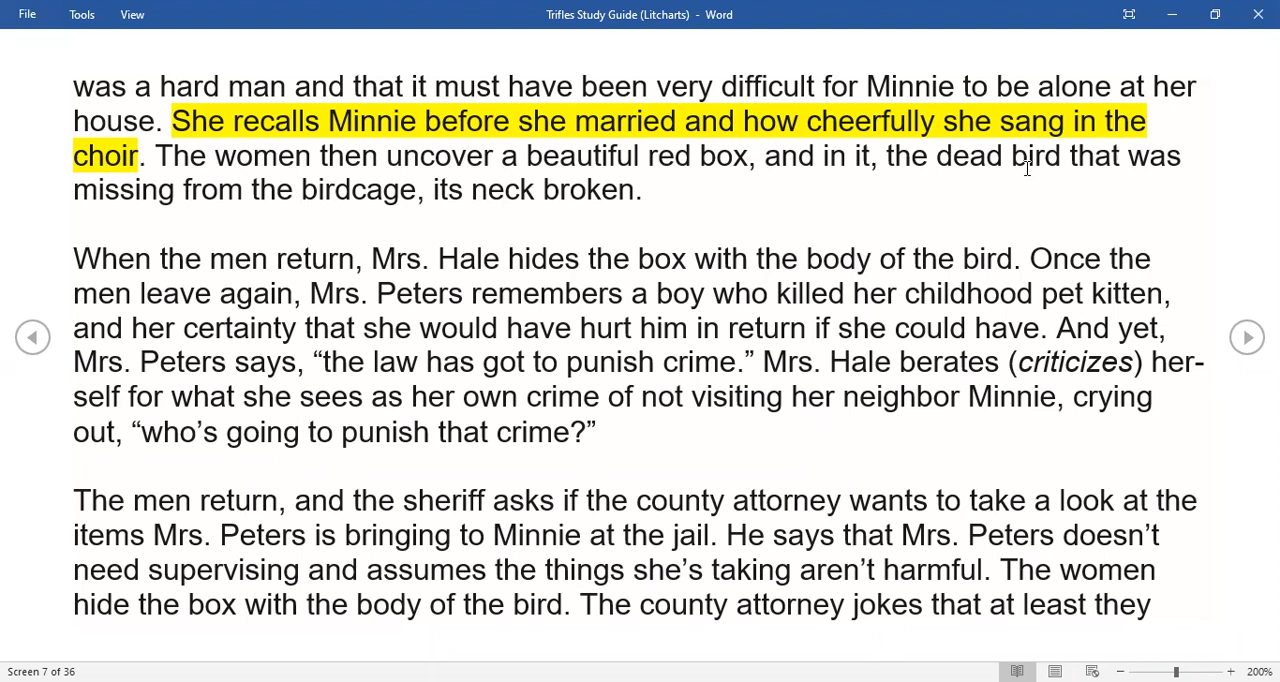 File Tools View Trifles Study Guide (Litcharts) - Word
was a hard man and that it must have been very difficult for Minnie to be alone at her
house. She recalls Minnie before she married and how cheerfully she sang in the
choir. The women then uncover a beautiful red box, and in it, the dead bird that was
missing from the birdcage, its neck broken.
When the men return, Mrs. Hale hides the box with the body of the bird. Once the
men leave again, Mrs. Peters remembers a boy who killed her childhood pet kitten,
and her certainty that she would have hurt him in return if she could have. And yet,
Mrs. Peters says, “the law has got to punish crime.” Mrs. Hale berates (criticizes) her-
self for what she sees as her own crime of not visiting her neighbor Minnie, crying
out, “who’s going to punish that crime?”
The men return, and the sheriff asks if the county attorney wants to take a look at the
items Mrs. Peters is bringing to Minnie at the jail. He says that Mrs. Peters doesn’t
need supervising and assumes the things she’s taking aren’t harmful. The women
hide the box with the body of the bird. The county attorney jokes that at least they
Screen 7 of 36 200%